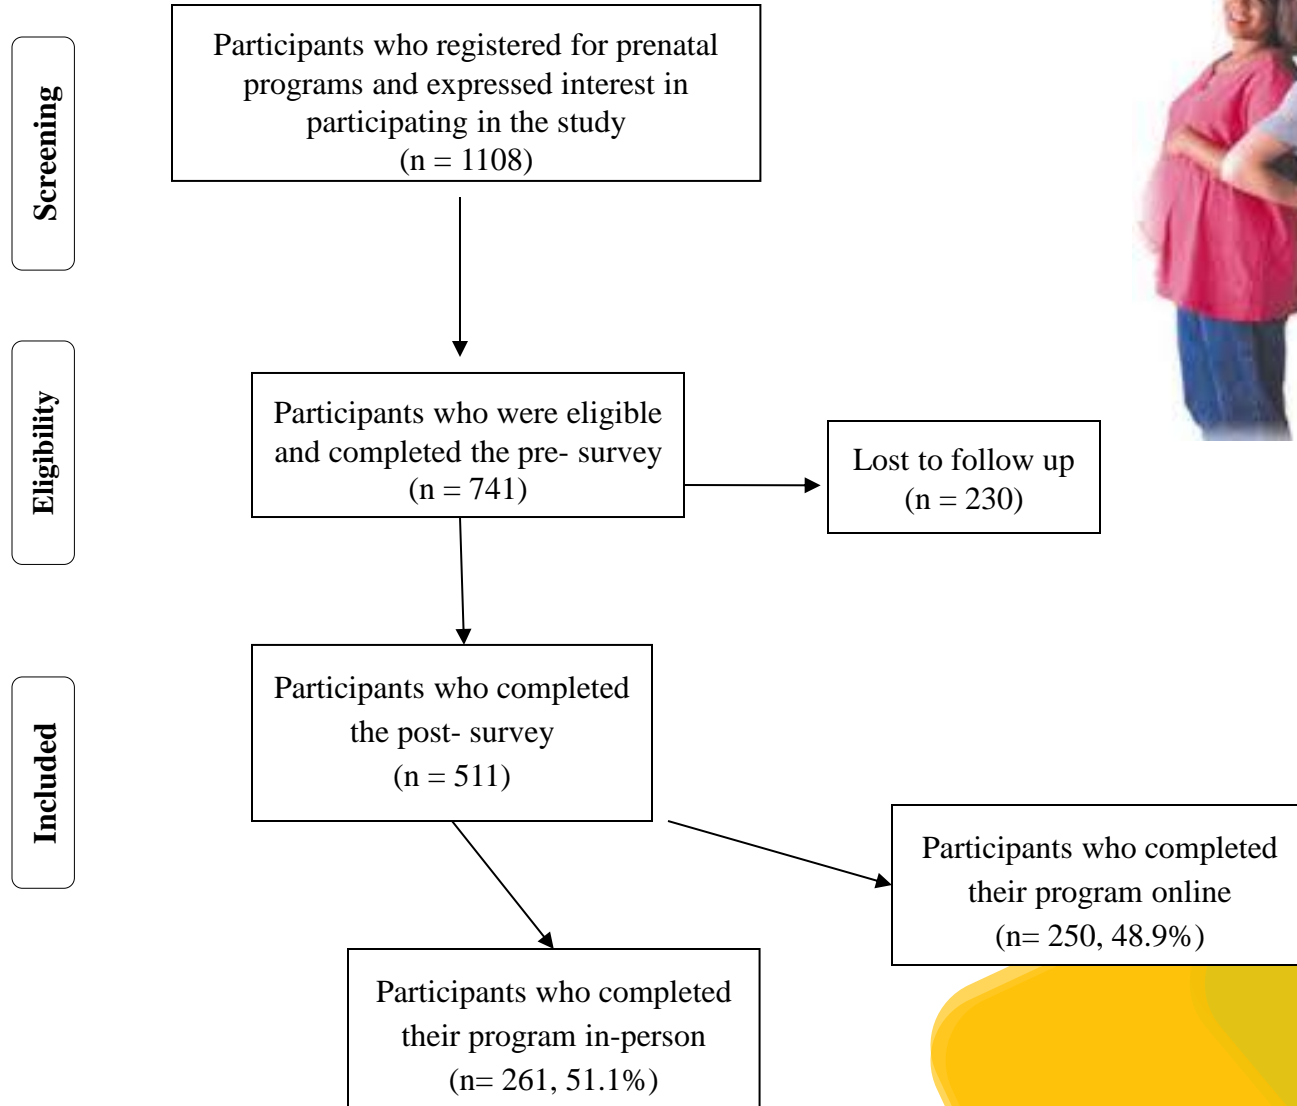 Screening
Participants who registered for prenatal
programs and expressed interest in
participating in the study
(n = 1108)
Eligibility
Participants who were eligible
and completed the pre- survey
(n = 741)
Lost to follow up
(n = 230)
Included
Participants who completed
the post- survey
(n = 511)
Participants who completed
their program online
(n= 250, 48.9%)
Participants who completed
their program in-person
(n= 261, 51.1%)